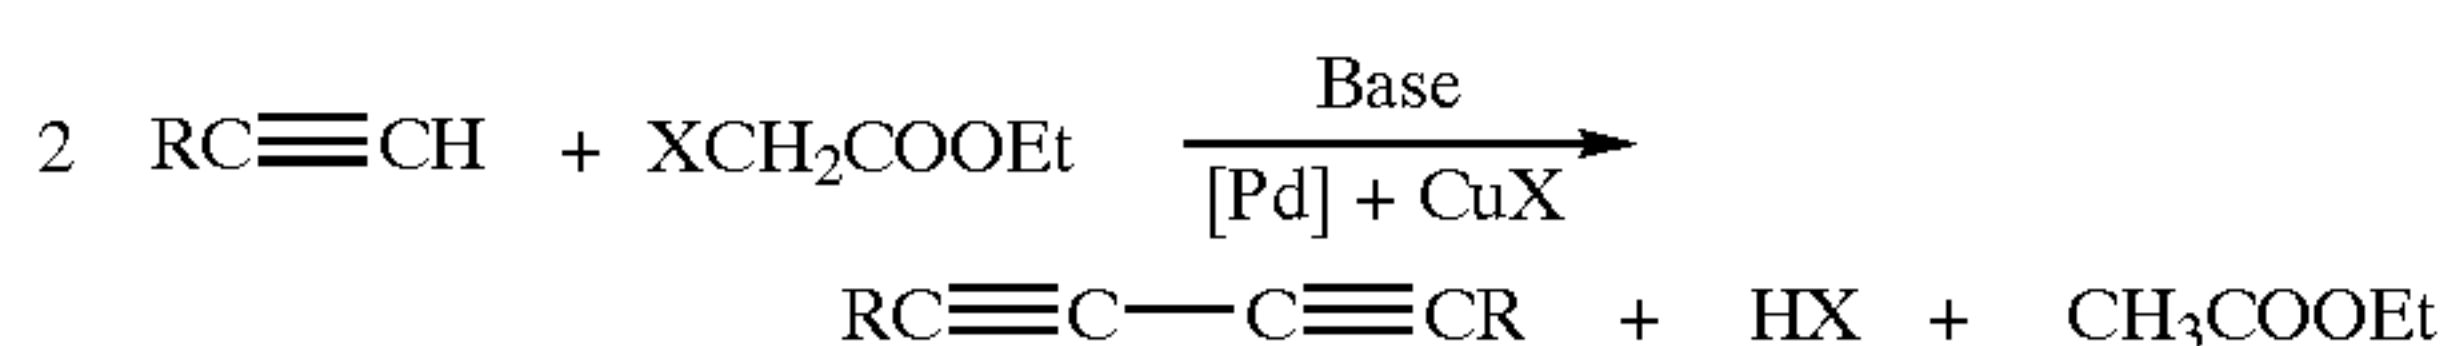 2 RC≡CH + XCH₂COOEt
Base
[Pd] + CuX
RC≡C—C≡CR + HX + CH₃COOEt